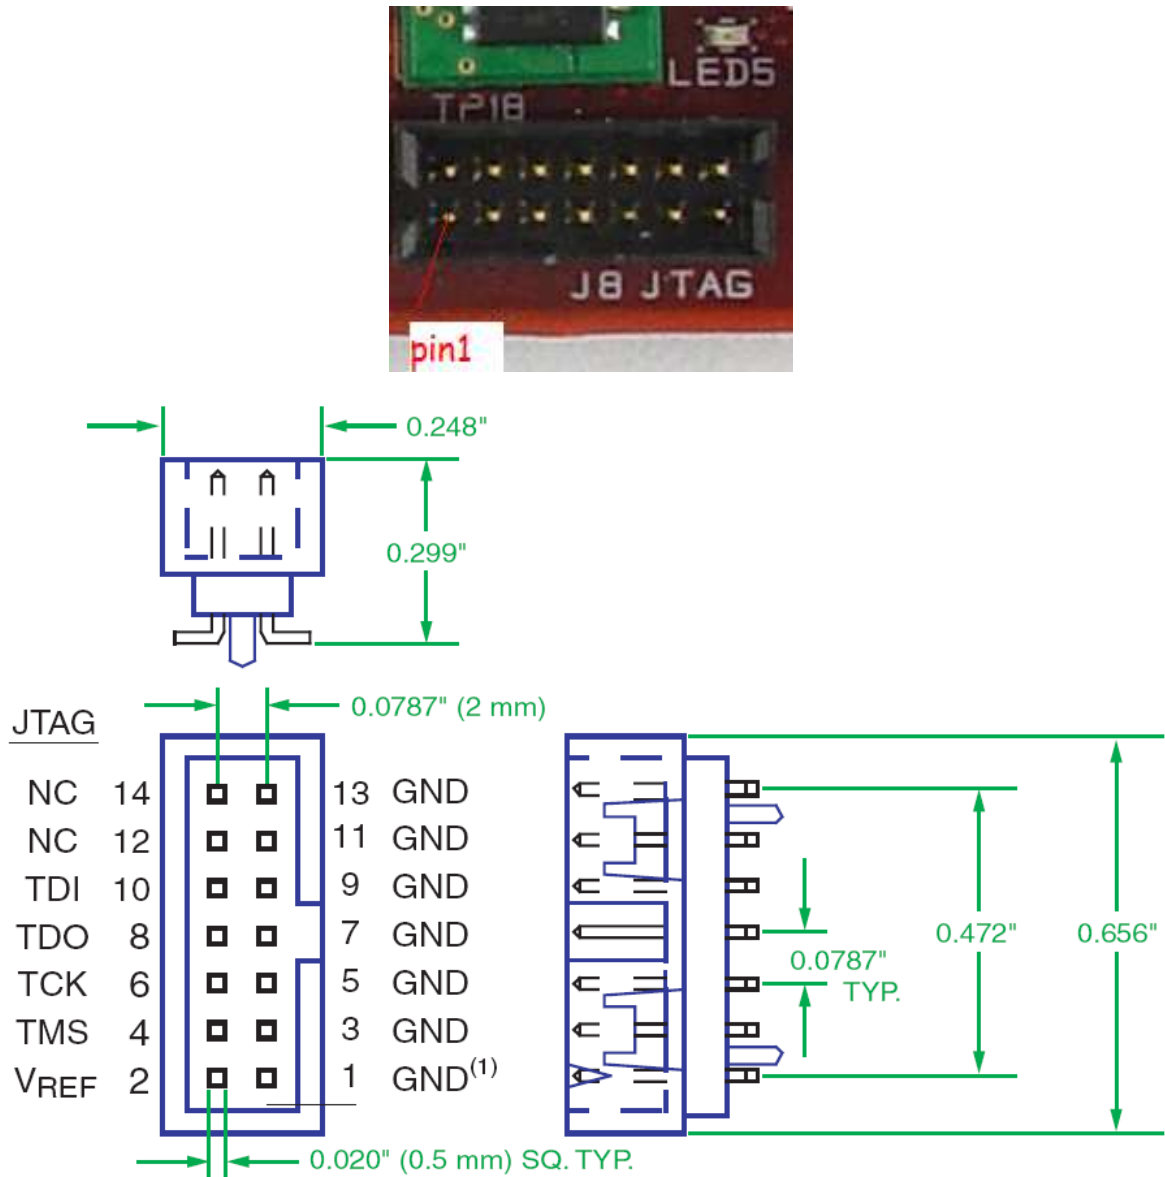 LED5
TP18
J8 JTAG
pin1
0.248"
0.299"
0.0787" (2 mm)
JTAG
NC 14 13 GND
NC 12 11 GND
TDI 10 9 GND
TDO 8 7 GND
TCK 6 5 GND
TMS 4 3 GND
VREF 2 1 GND(1)
0.472"
0.656"
0.0787"
TYP.
0.020" (0.5 mm) SQ. TYP.